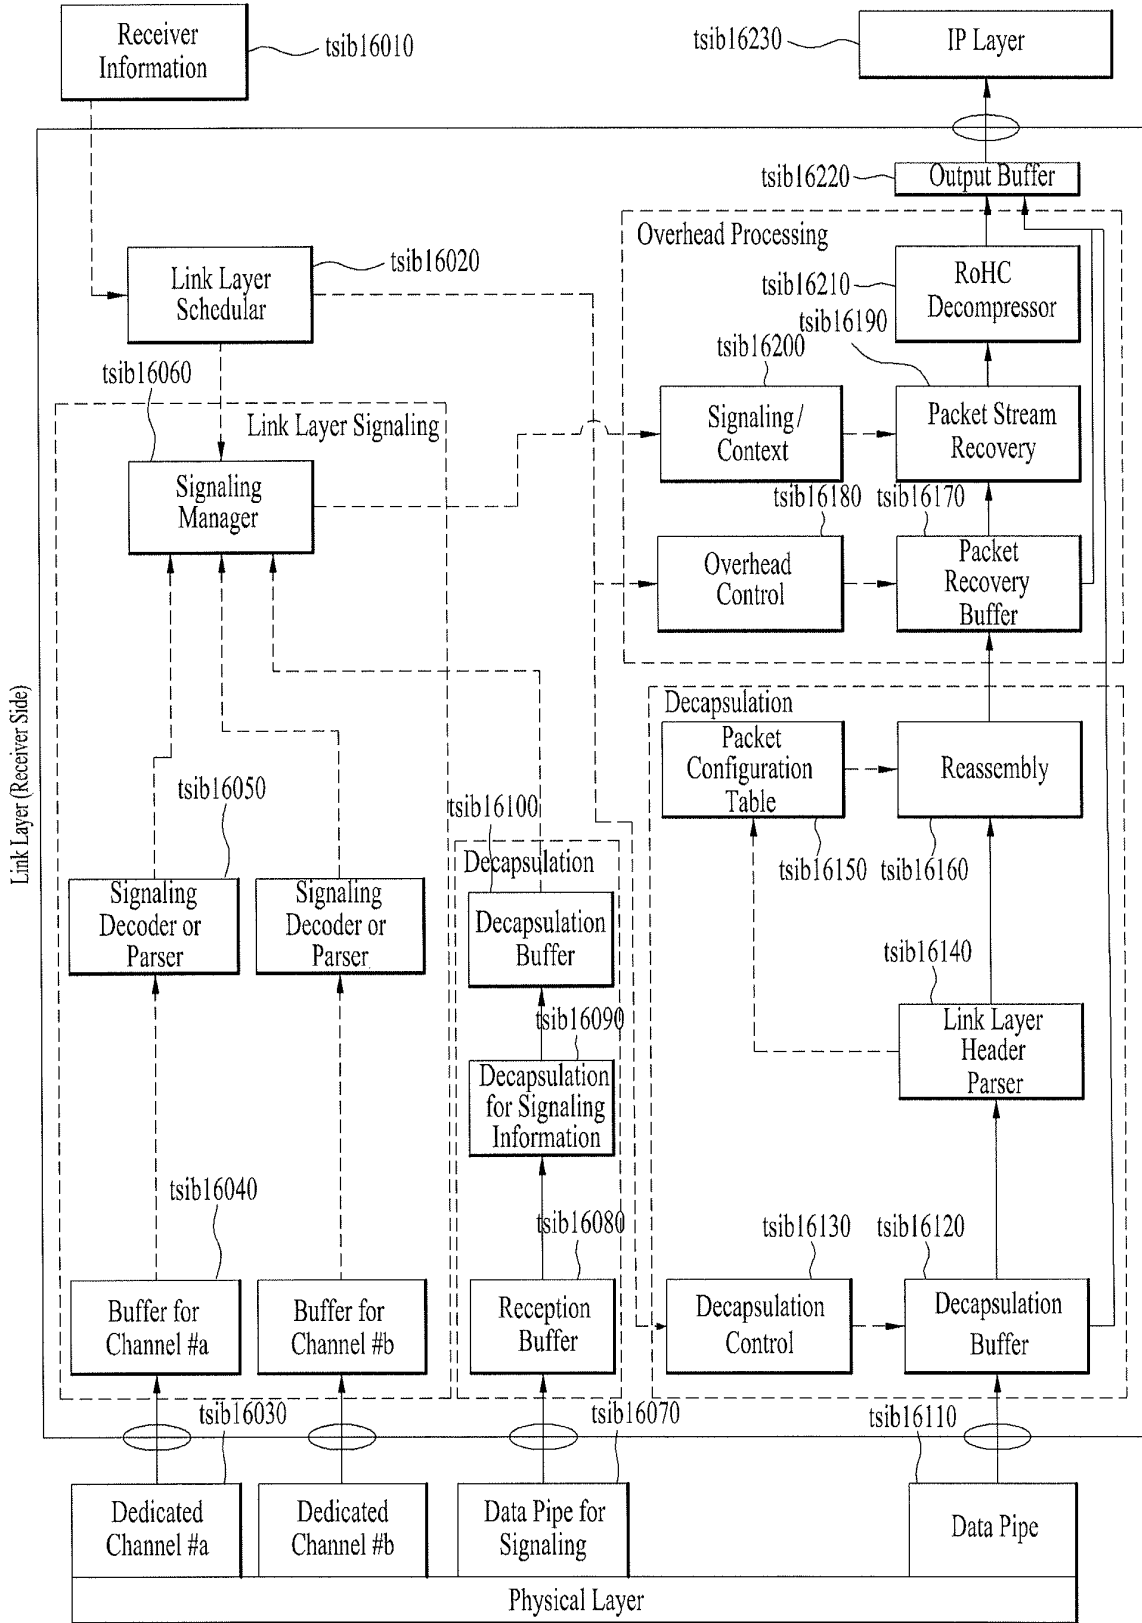 Receiver
Information
tsib16010
tsib16230
IP Layer
tsib16220
Output Buffer
Overhead Processing
tsib16020
Link Layer
Schedular
tsib16210
RoHC
Decompressor
tsib16190
tsib16200
tsib16060
Link Layer Signaling
Signaling /
Context
Packet Stream
Recovery
Signaling
Manager
tsib16180
tsib16170
Overhead
Control
Packet
Recovery
Buffer
Link Layer (Receiver Side)
Decapsulation
Packet
Configuration
Table
Reassembly
tsib16050
tsib16100
tsib16150
tsib16160
Decapsulation
Signaling
Decoder or
Parser
Signaling
Decoder or
Parser
Decapsulation
Buffer
tsib16140
tsib16090
Link Layer
Header
Parser
Decapsulation
for Signaling
Information
tsib16040
tsib16080
tsib16130
tsib16120
Buffer for
Channel #a
Buffer for
Channel #b
Reception
Buffer
Decapsulation
Control
Decapsulation
Buffer
tsib16030
tsib16070
tsib16110
Dedicated
Channel #a
Dedicated
Channel #b
Data Pipe for
Signaling
Data Pipe
Physical Layer